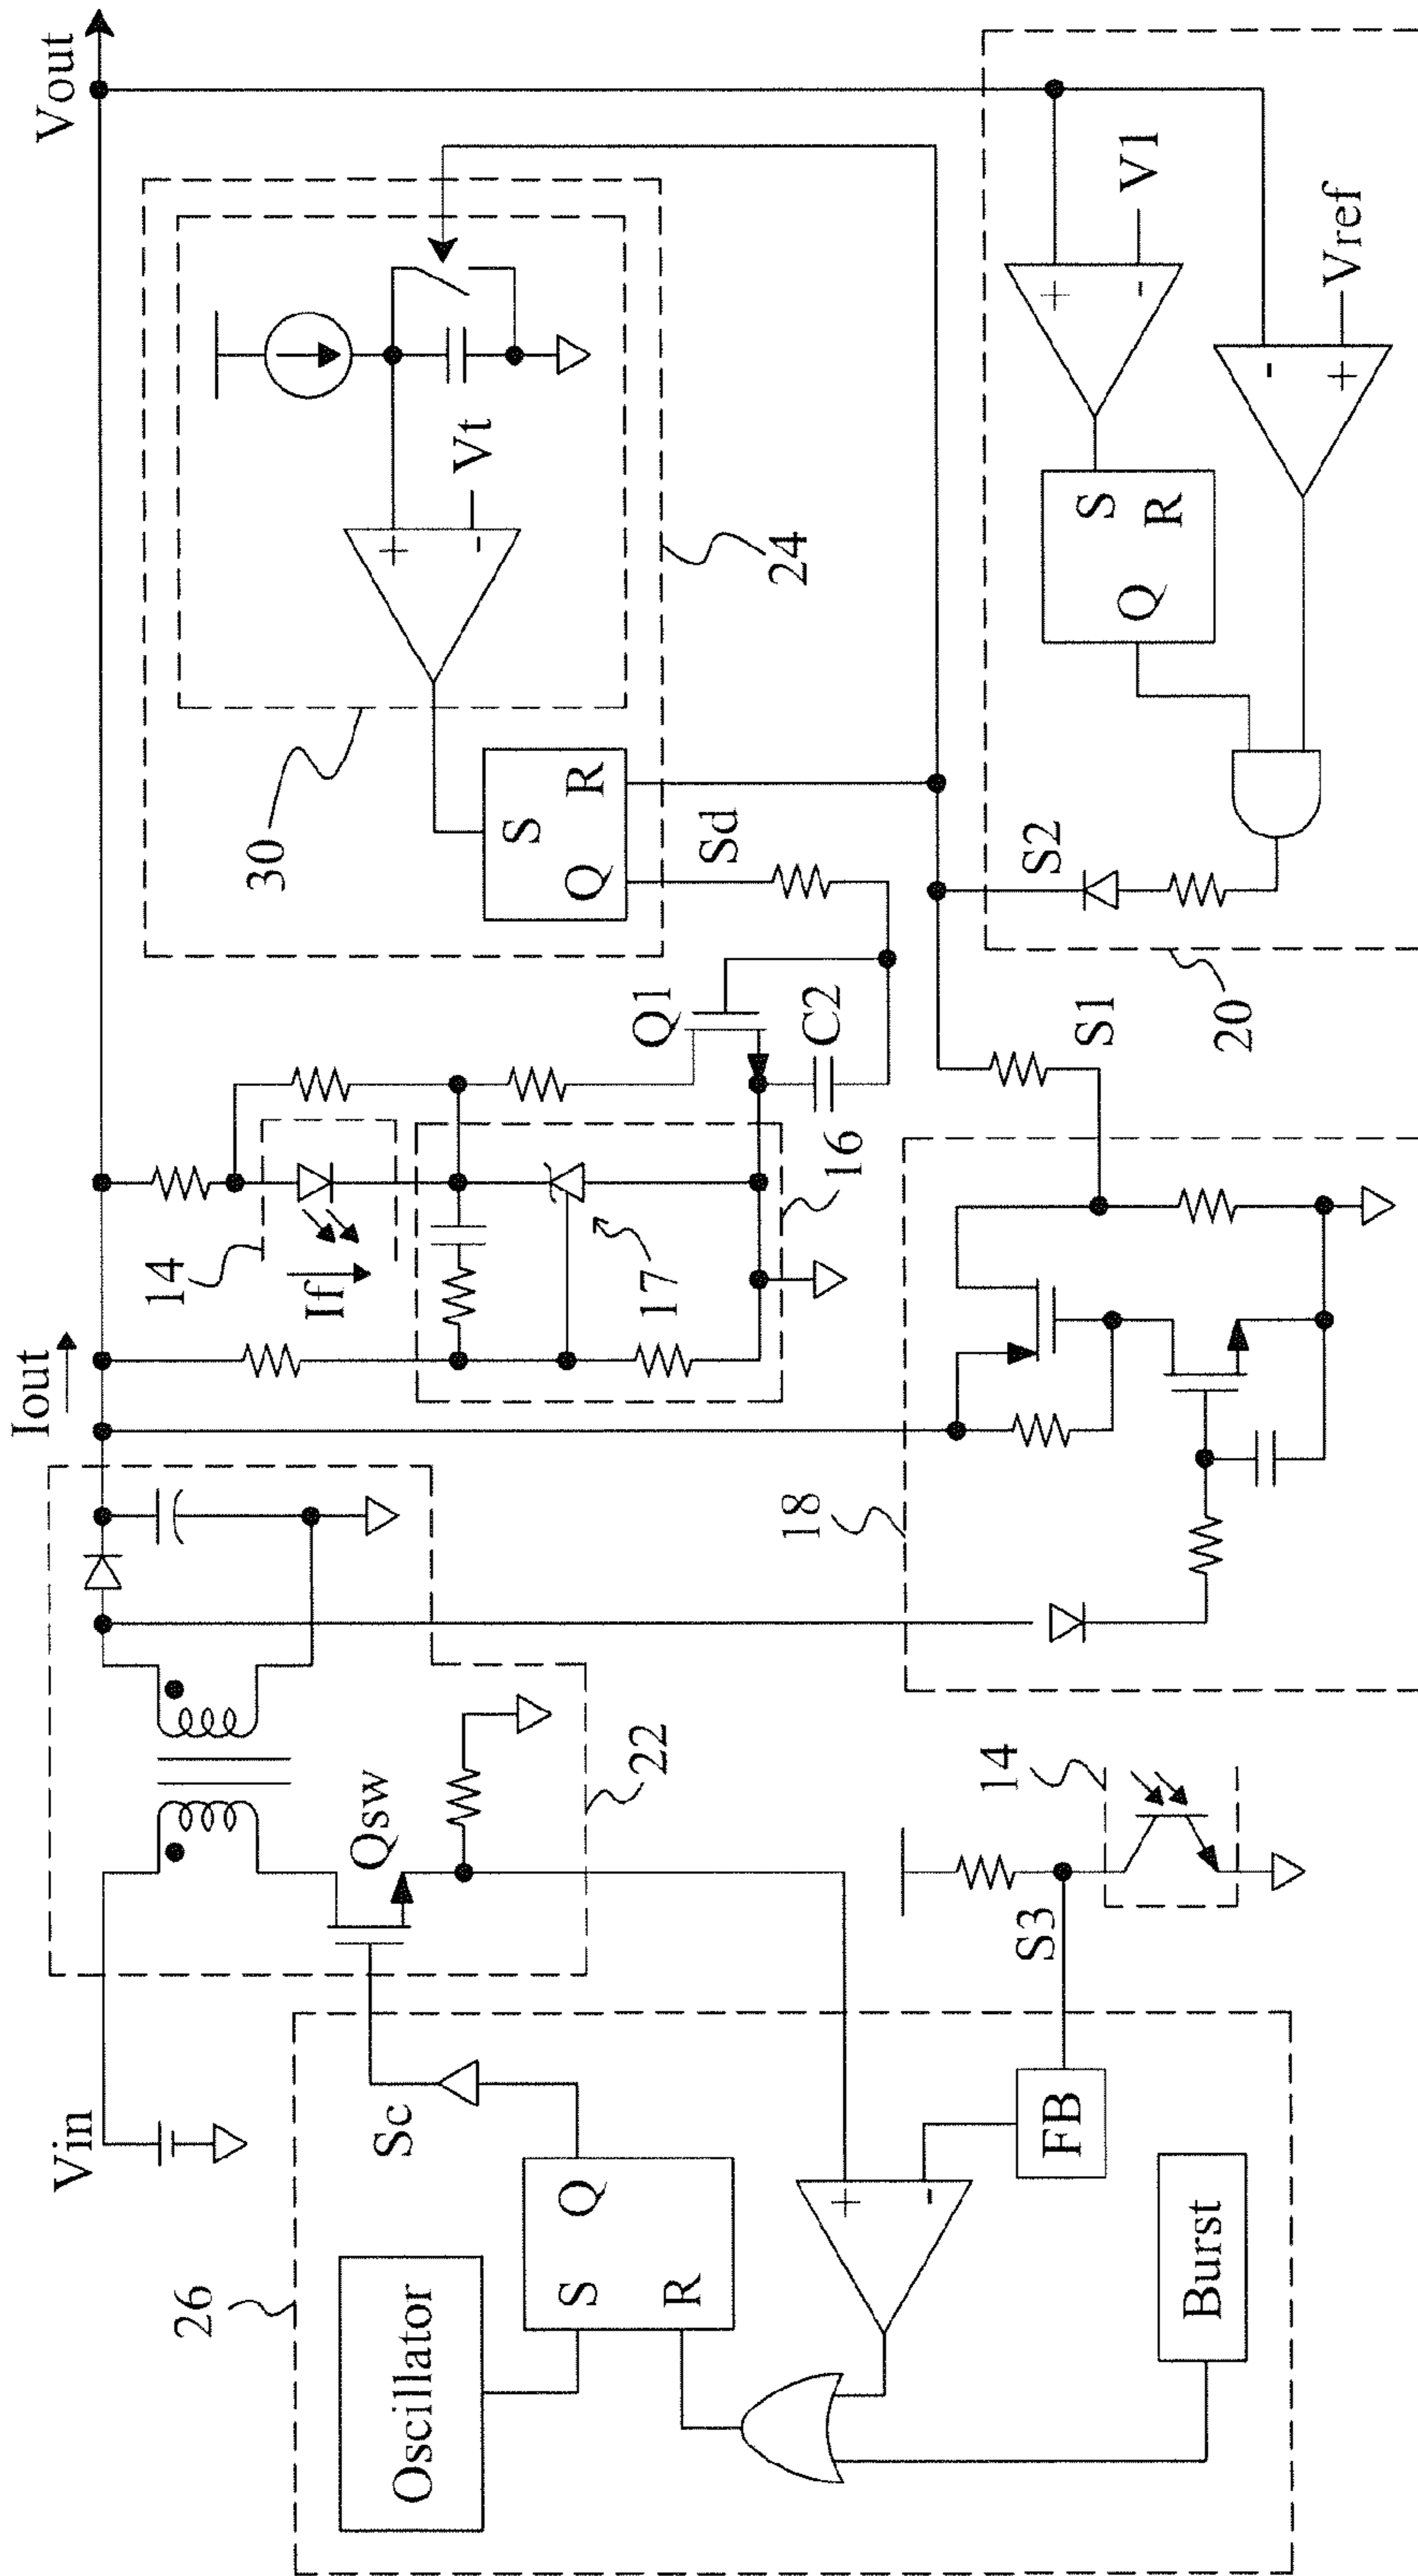 Vin
Iout
Vout
14
If
Q1
30
Vt
+
-
24
S
Q
R
Sd
C2
16
17
Qsw
22
26
Oscillator
Sc
S
Q
R
+
-
FB
S3
14
Burst
18
S1
S2
20
Q
S
R
+
-
V1
-
+
Vref